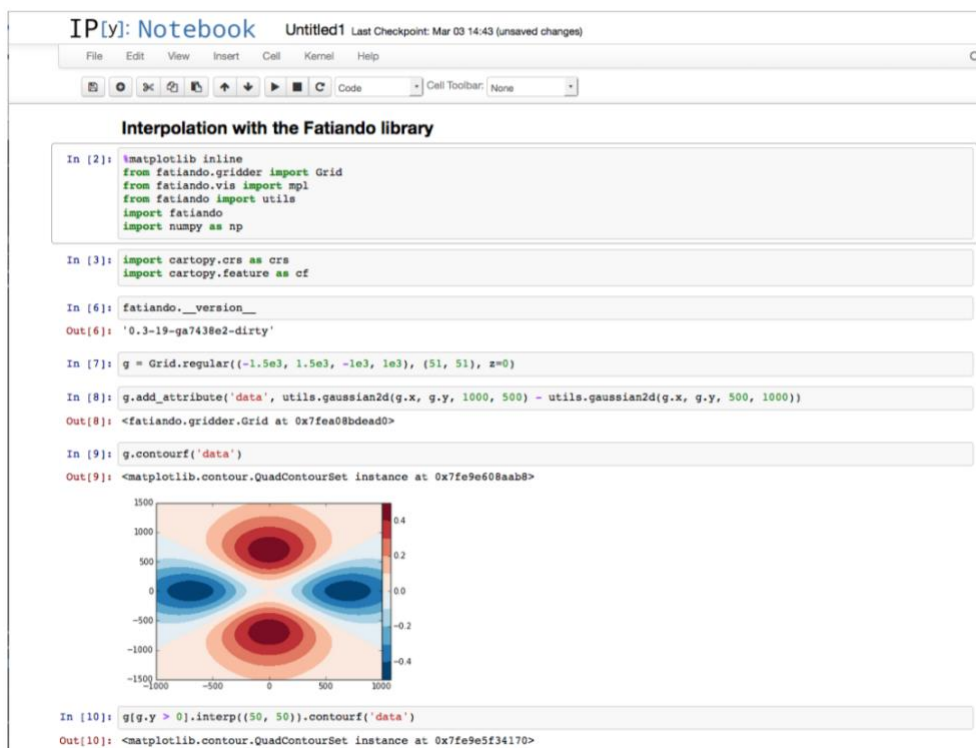 IP[y]: Notebook Untitled1 Last Checkpoint: Mar 03 14:43 (unsaved changes)
File Edit View Insert Cell Kernel Help
Code Cell Toolbar: None
Interpolation with the Fatiando library
In [2]: %matplotlib inline
from fatiando.gridder import Grid
from fatiando.vis import mpl
from fatiando import utils
import fatiando
import numpy as np
In [3]: import cartopy.crs as crs
import cartopy.feature as cf
In [6]: fatiando.__version__
Out[6]: '0.3-19-ga7438e2-dirty'
In [7]: g = Grid.regular((-1.5e3, 1.5e3, -1e3, 1e3), (51, 51), z=0)
In [8]: g.add_attribute('data', utils.gaussian2d(g.x, g.y, 1000, 500) - utils.gaussian2d(g.x, g.y, 500, 1000))
Out[8]: <fatiando.gridder.Grid at 0x7fea08bdead0>
In [9]: g.contourf('data')
Out[9]: <matplotlib.contour.QuadContourSet instance at 0x7fe9e608aab8>
1500
1000
500
0
−500
−1000
−1500
−1000 −500 0 500 1000
0.4
0.2
0.0
−0.2
−0.4
In [10]: g[g.y > 0].interp((50, 50)).contourf('data')
Out[10]: <matplotlib.contour.QuadContourSet instance at 0x7fe9e5f34170>